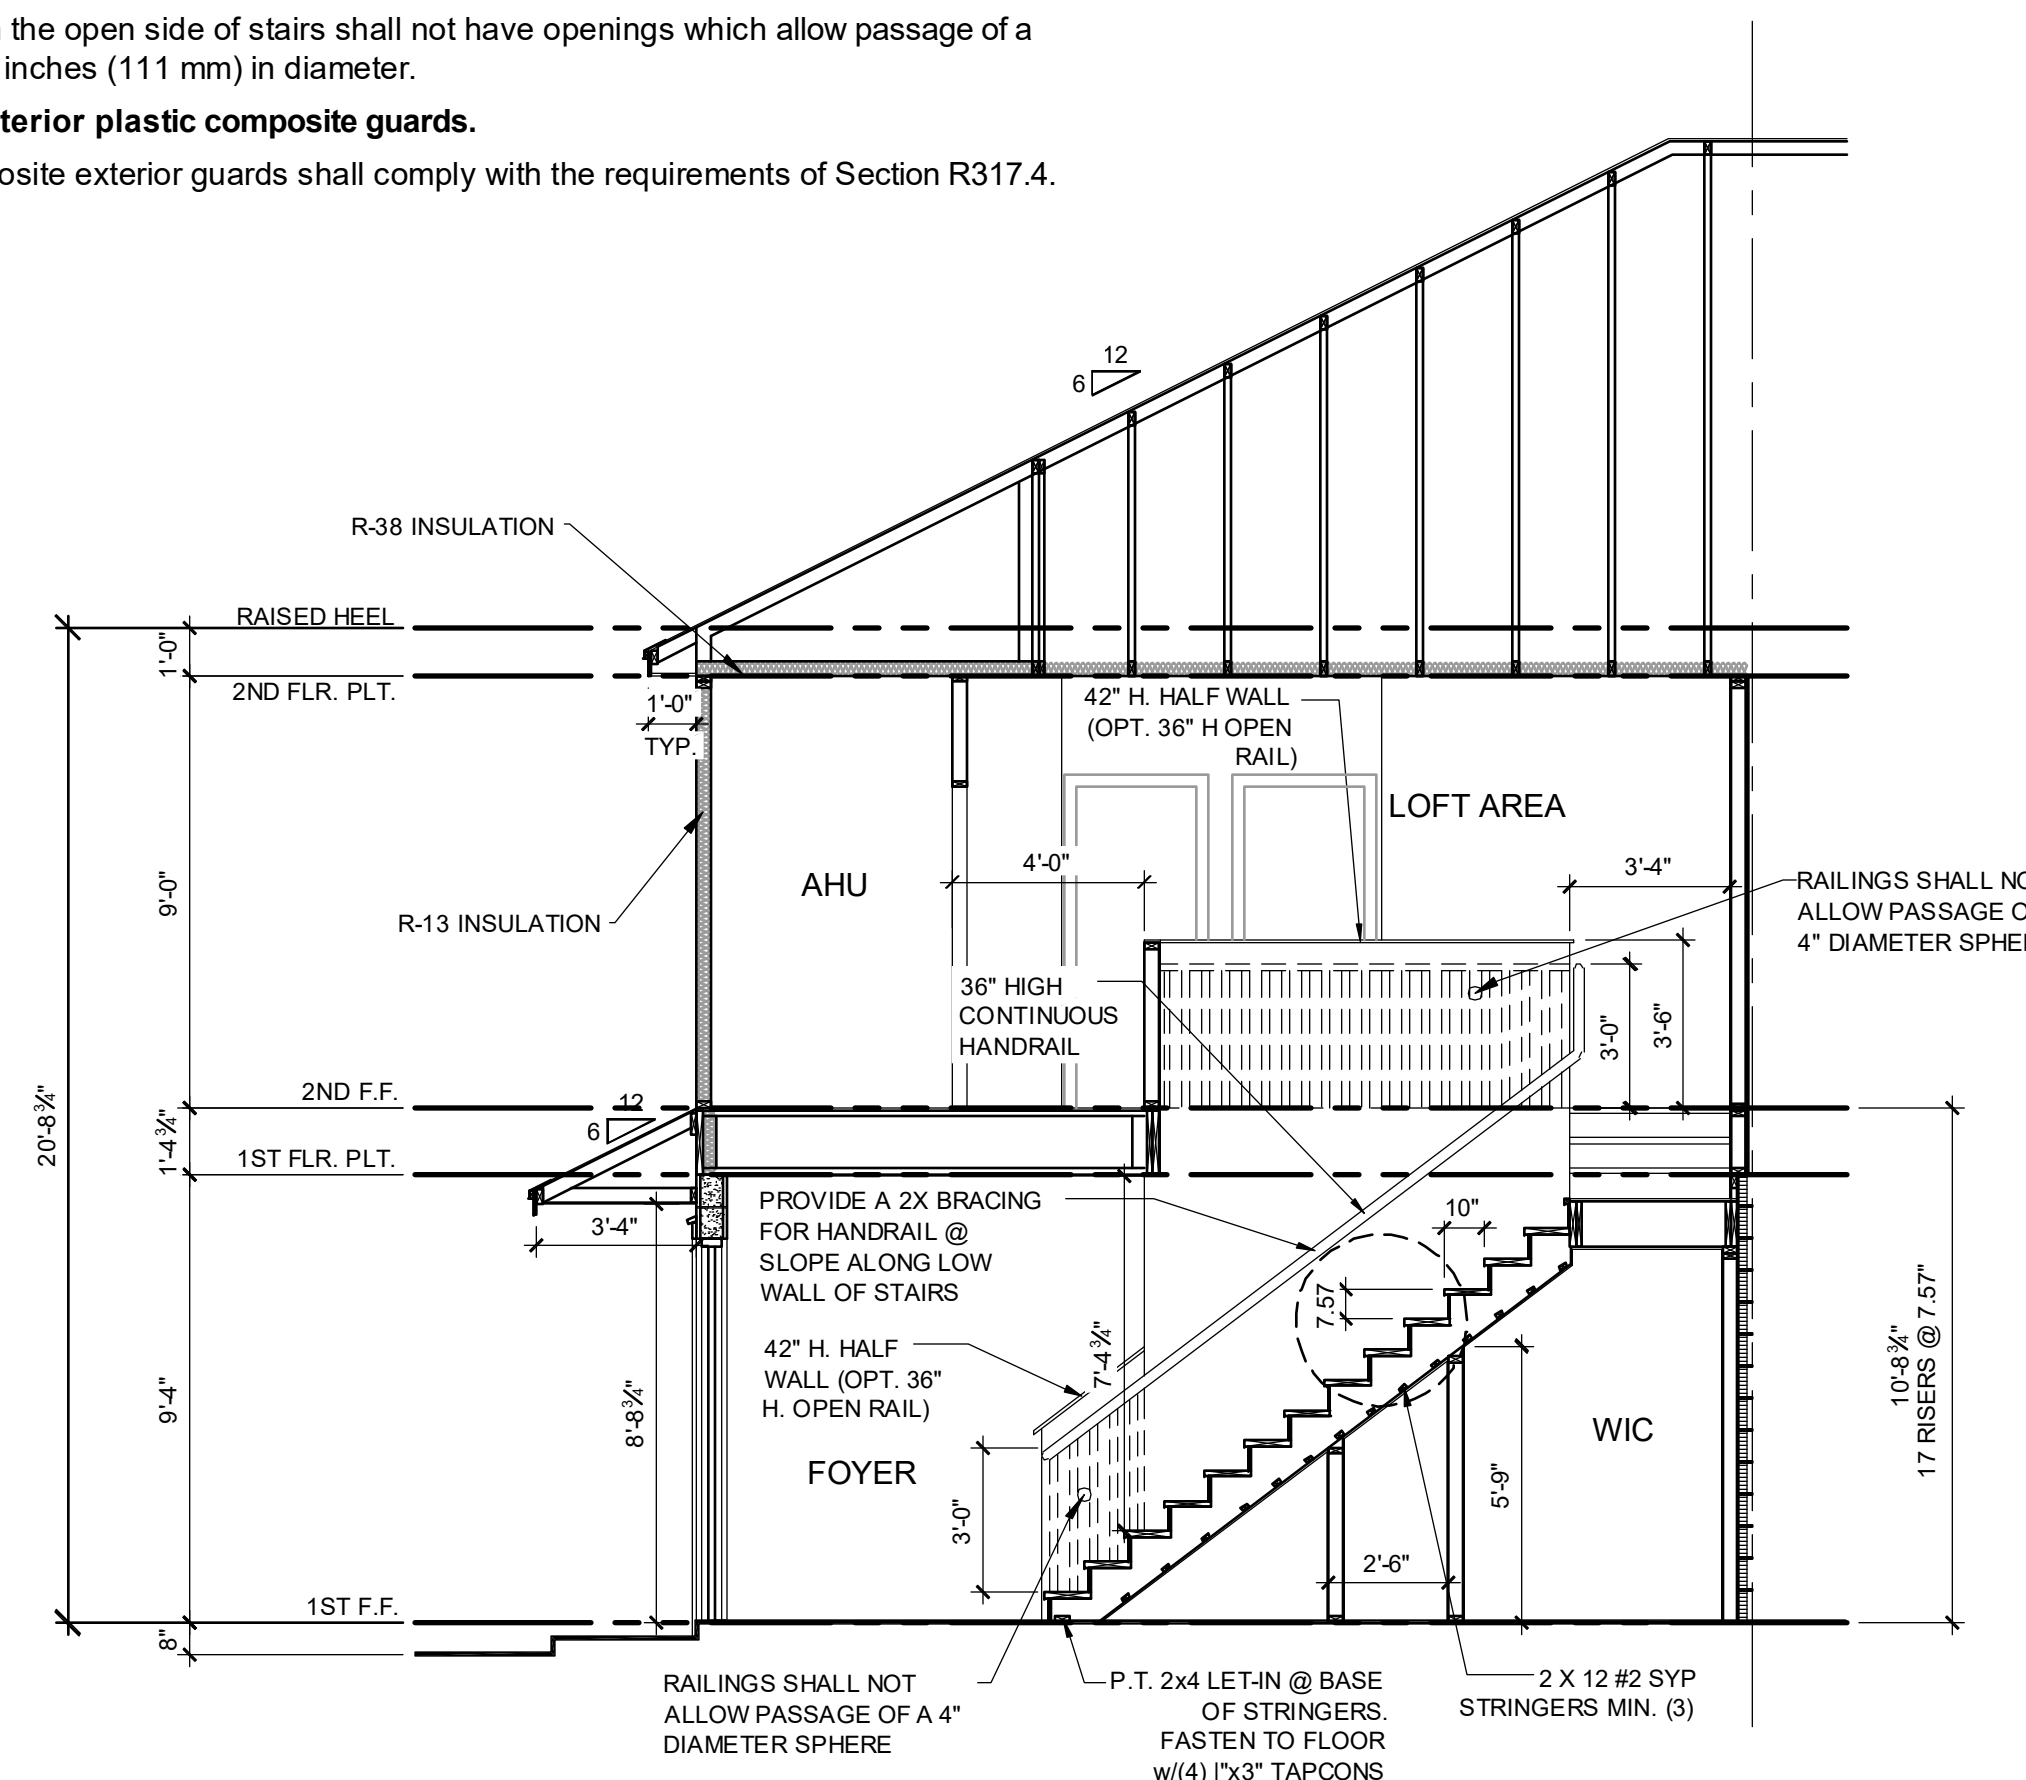 the open side of stairs shall not have openings which allow passage of a
inches (111 mm) in diameter.
terior plastic composite guards.
osite exterior guards shall comply with the requirements of Section R317.4.
12
6
R-38 INSULATION
RAISED HEEL
1'-0"
2ND FLR. PLT.
1'-0"
TYP.
42" H. HALF WALL
(OPT. 36" H OPEN
RAIL)
LOFT AREA
4'-0"
3'-4"
AHU
9'-0"
R-13 INSULATION
RAILINGS SHALL NO
ALLOW PASSAGE O
4" DIAMETER SPHE
36" HIGH
CONTINUOUS
HANDRAIL
3'-0"
3'-6"
2ND F.F.
12
6
20'-8¾"
1'-4¾"
1ST FLR. PLT.
3'-4"
PROVIDE A 2X BRACING
FOR HANDRAIL @
SLOPE ALONG LOW
WALL OF STAIRS
10"
7.57
42" H. HALF
WALL (OPT. 36"
H. OPEN RAIL)
7'-4¾"
10'-8¾"
17 RISERS @ 7.57"
9'-4"
8'-8¾"
FOYER
WIC
3'-0"
5'-9"
2'-6"
1ST F.F.
8"
RAILINGS SHALL NOT
ALLOW PASSAGE OF A 4"
DIAMETER SPHERE
P.T. 2x4 LET-IN @ BASE
OF STRINGERS.
FASTEN TO FLOOR
w/(4) |"x3" TAPCONS
2 X 12 #2 SYP
STRINGERS MIN. (3)